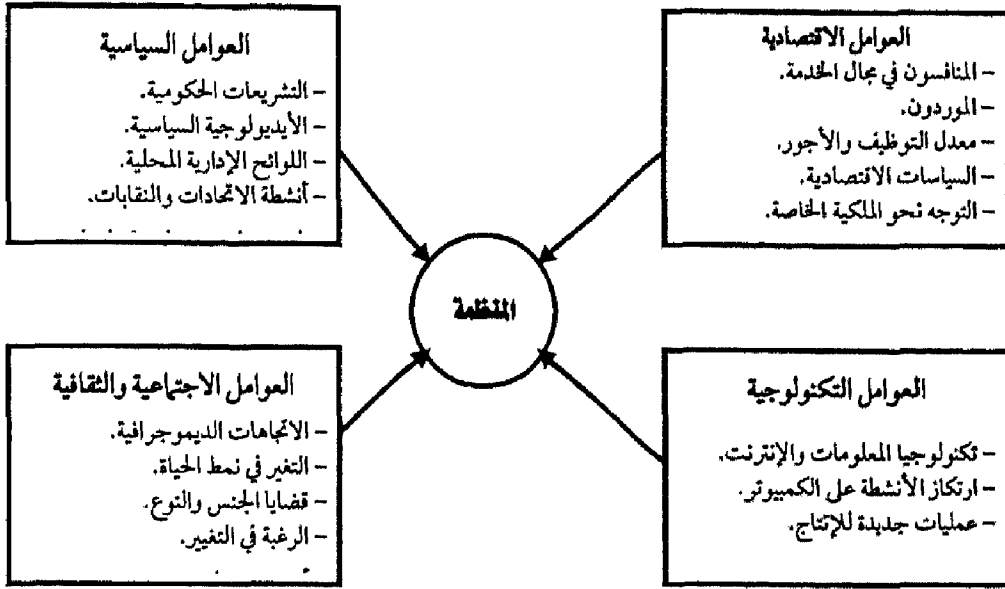 العوامل الاقتصادية
– المنافسون في مجال الخدمة.
– الموردون.
– معدل التوظيف والأجور.
– السياسات الاقتصادية.
– التوجه نحو الملكية الخاصة.
العوامل السياسية
– التشريعات الحكومية.
– الأيديولوجية السياسية.
– اللوائح الإدارية المحلية.
– أنشطة الاتحادات والنقابات.
المنظمة
العوامل التكنولوجية
– تكنولوجيا المعلومات والإنترنت.
– ارتكاز الأنشطة على الكمبيوتر.
– عمليات جديدة للإنتاج.
العوامل الاجتماعية والثقافية
– الاتجاهات الديموجرافية.
– التغير في نمط الحياة.
– قضايا الجنس والنوع.
– الرغبة في التغيير.